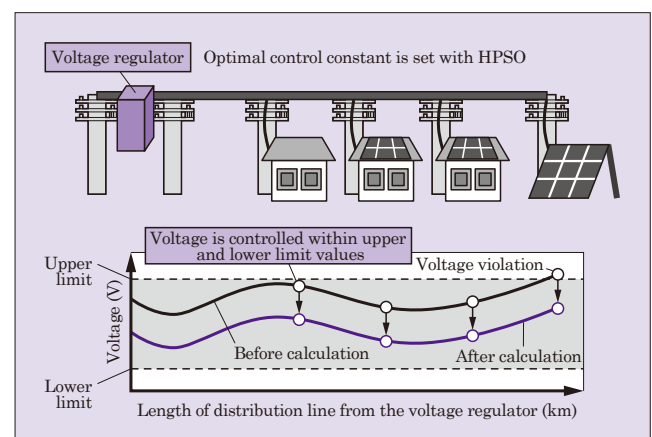 Voltage regulator
Optimal control constant is set with HPSO
Voltage is controlled within upper
and lower limit values
Upper
limit
Voltage violation
Voltage (V)
Before calculation
After calculation
Lower
limit
Length of distribution line from the voltage regulator (km)